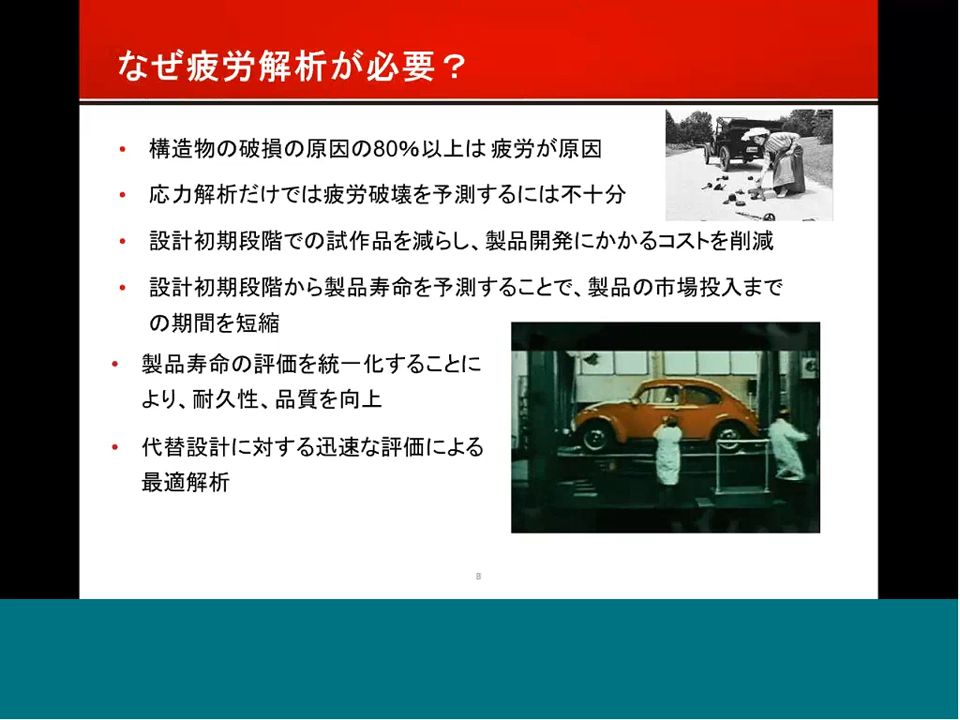 なぜ疲労解析が必要？
• 構造物の破損の原因の80%以上は 疲労が原因
• 応力解析だけでは疲労破壊を予測するには不十分
• 設計初期段階での試作品を減らし、製品開発にかかるコストを削減
• 設計初期段階から製品寿命を予測することで、製品の市場投入まで
の期間を短縮
• 製品寿命の評価を統一化することに
より、耐久性、品質を向上
• 代替設計に対する迅速な評価による
最適解析